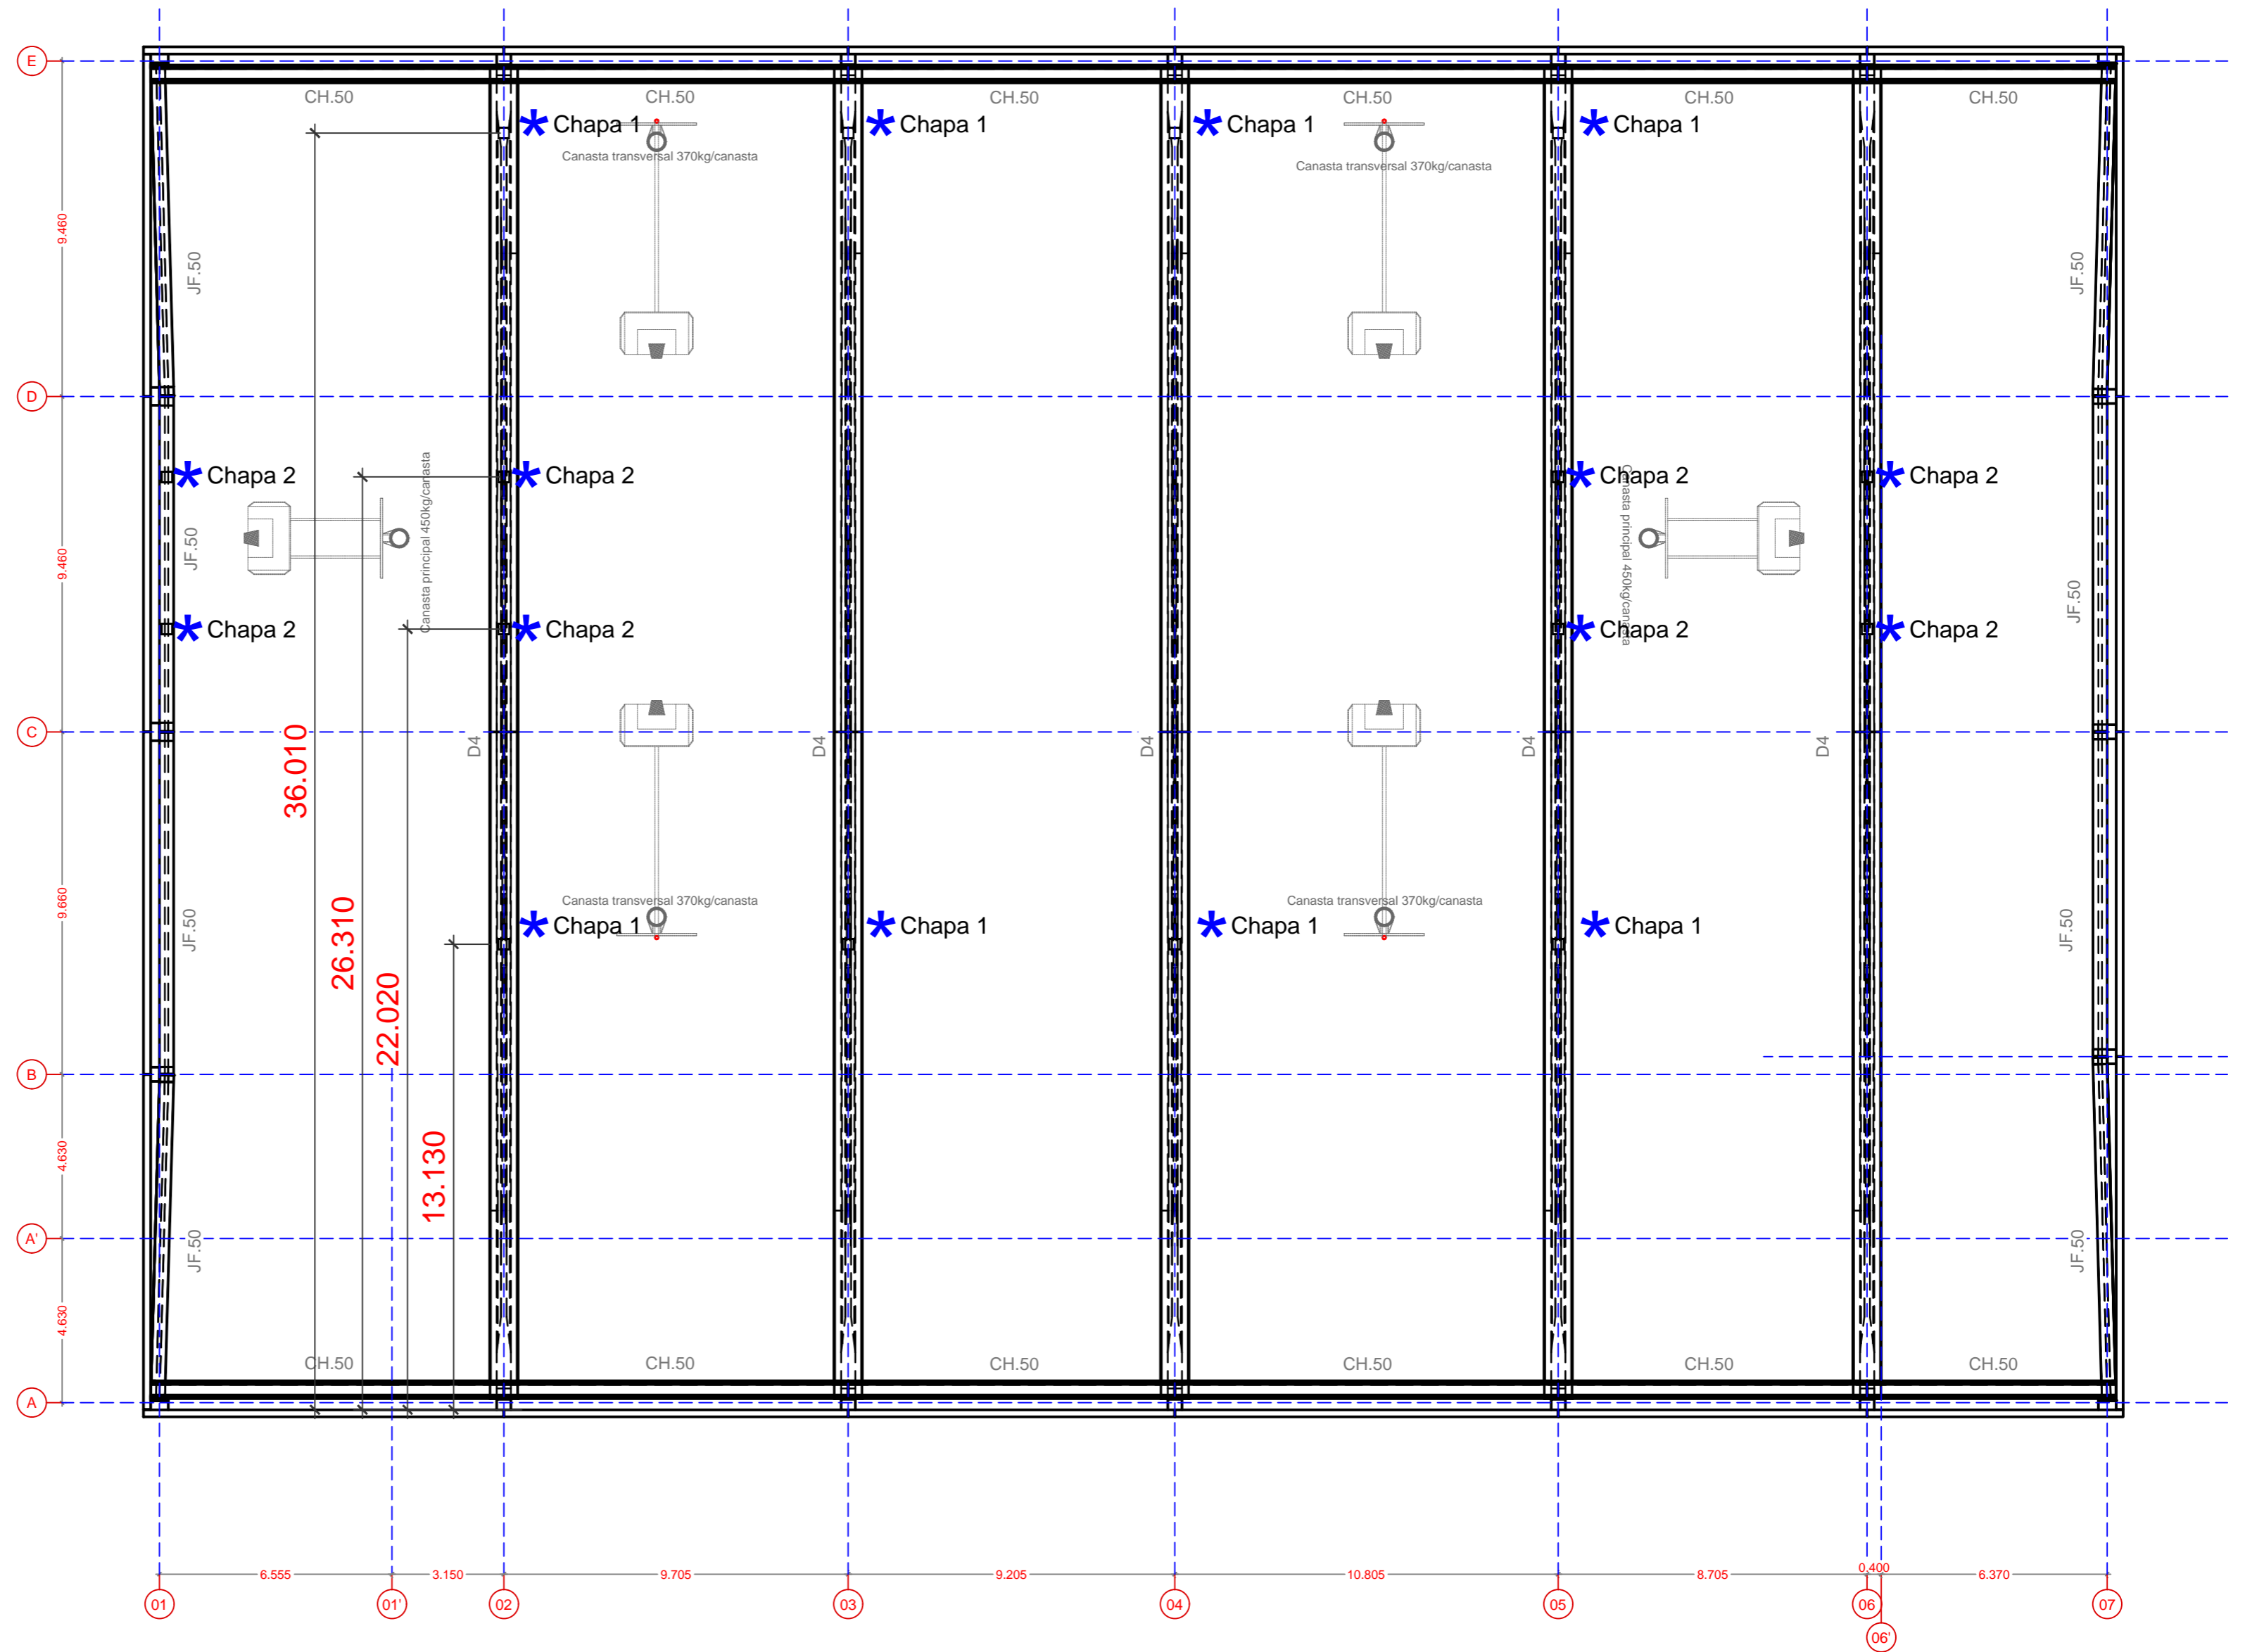 E
CH.50
CH.50
CH.50
CH.50
CH.50
CH.50
Chapa 1
Chapa 1
Chapa 1
Chapa 1
Canasta transversal 370kg/canasta
Canasta transversal 370kg/canasta
9.460
JF.50
JF.50
D
Chapa 2
Chapa 2
Chapa 2
Chapa 2
Canasta principal 450kg/canasta
Canasta principal 450kg/canasta
9.460
JF.50
JF.50
Chapa 2
Chapa 2
Chapa 2
Chapa 2
C
36.010
D4
D4
D4
D4
D4
9.660
26.310
JF.50
JF.50
Canasta transversal 370kg/canasta
Canasta transversal 370kg/canasta
Chapa 1
Chapa 1
Chapa 1
Chapa 1
22.020
B
13.130
4.630
A'
JF.50
JF.50
4.630
CH.50
CH.50
CH.50
CH.50
CH.50
CH.50
A
6.555
3.150
9.705
9.205
10.805
8.705
0.400
6.370
01
01'
02
03
04
05
06
07
06'